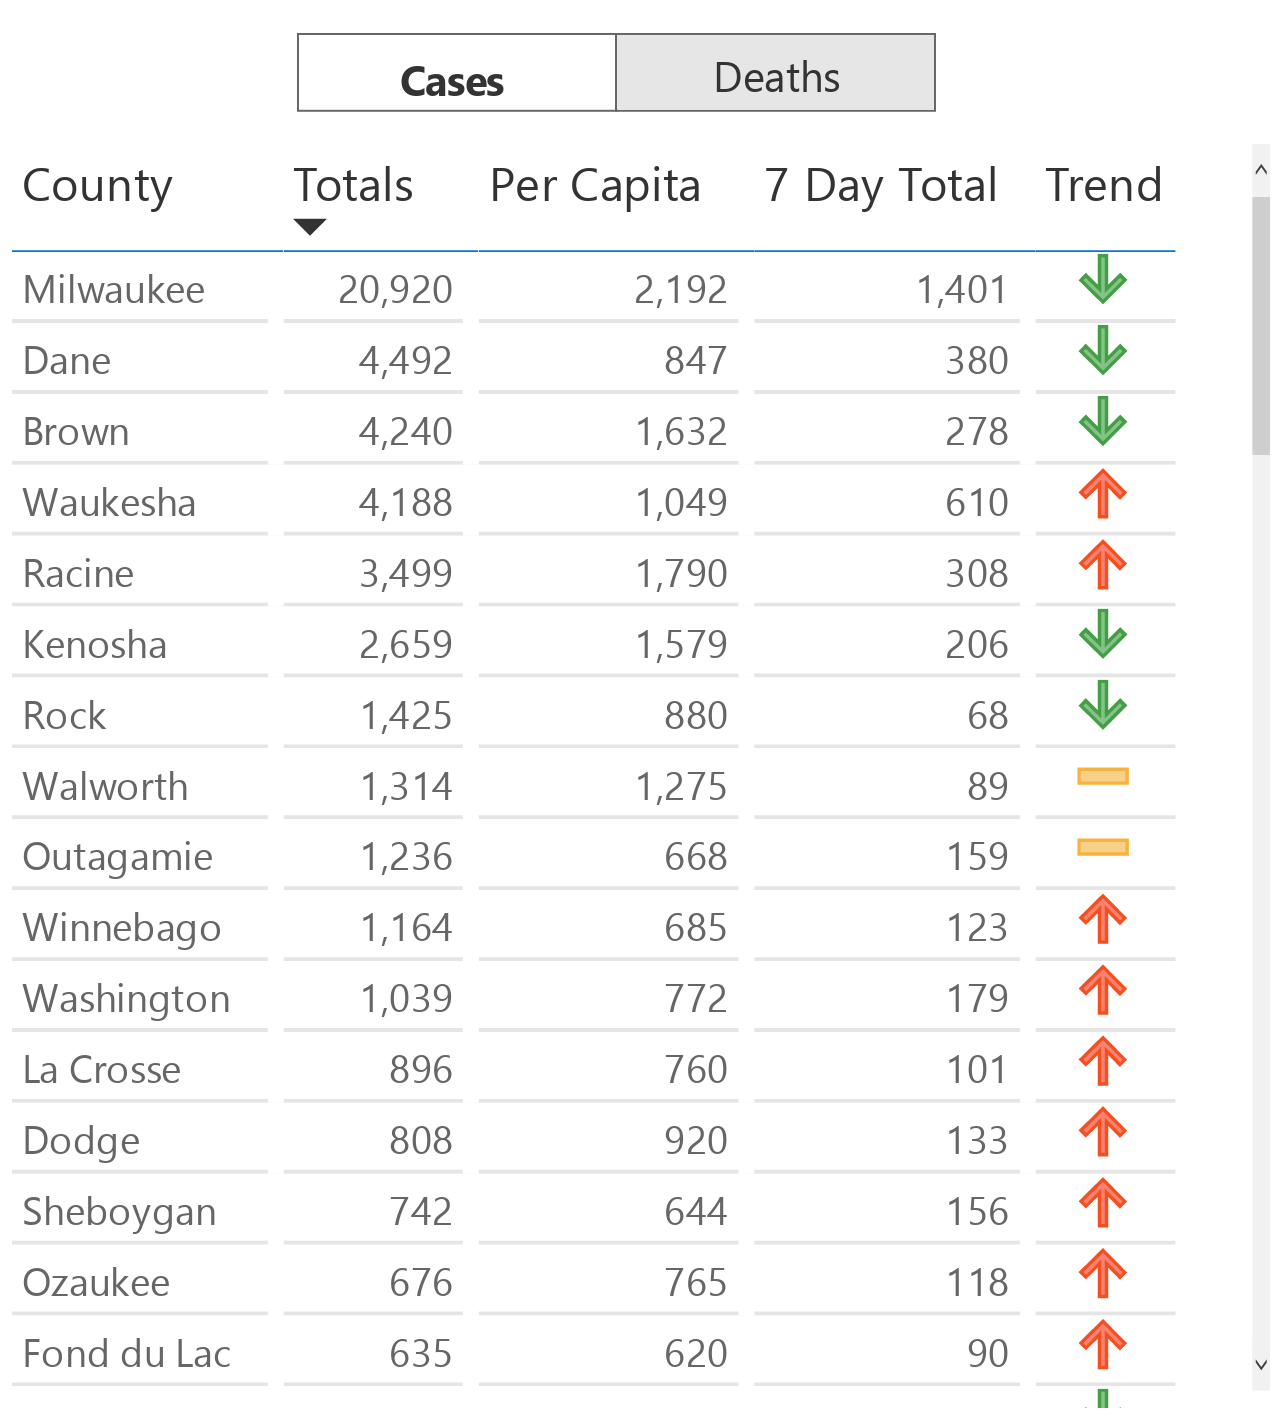 Cases Deaths
County Totals Per Capita 7 Day Total Trend
Milwaukee 20,920 2,192 1,401
Dane 4,492 847 380
Brown 4,240 1,632 278
Waukesha 4,188 1,049 610
Racine 3,499 1,790 308
Kenosha 2,659 1,579 206
Rock 1,425 880 68
Walworth 1,314 1,275 89
Outagamie 1,236 668 159
Winnebago 1,164 685 123
Washington 1,039 772 179
La Crosse 896 760 101
Dodge 808 920 133
Sheboygan 742 644 156
Ozaukee 676 765 118
Fond du Lac 635 620 90